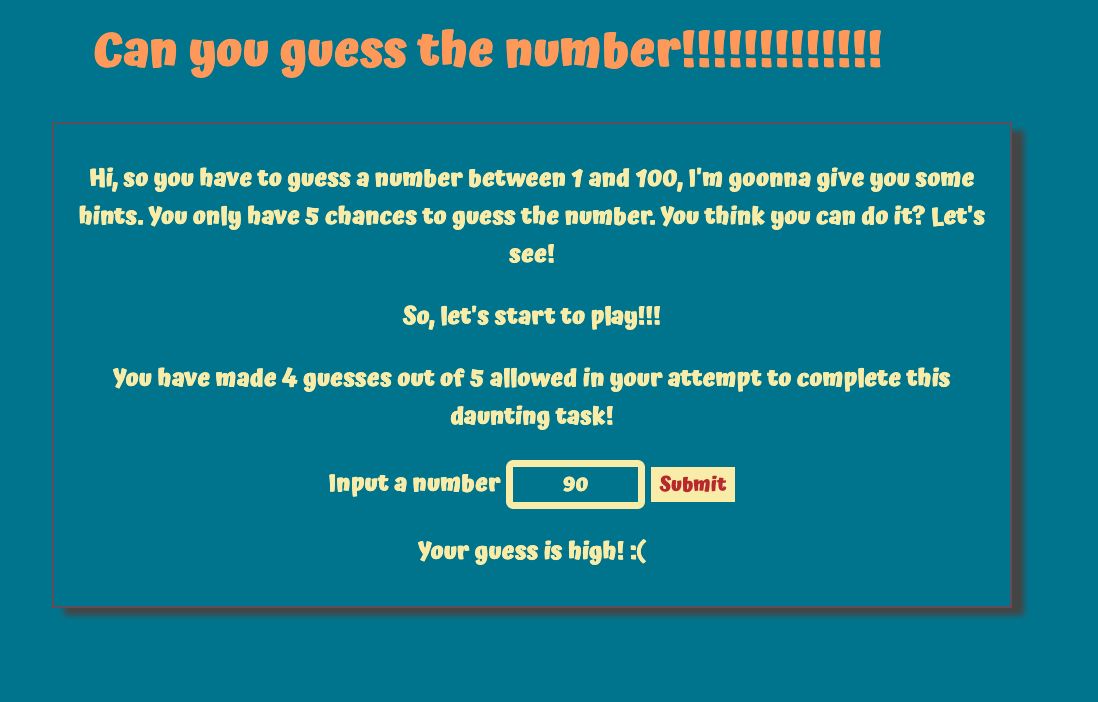 Can you guess the number!!!!!!!!!!!!!
Hi, so you have to guess a number between 1 and 100, I'm goonna give you some
hints. You only have 5 chances to guess the number. You think you can do it? Let's
see!
So, let's start to play!!!
You have made 4 guesses out of 5 allowed in your attempt to complete this
daunting task!
Input a number 90 Submit
Your guess is high! :(